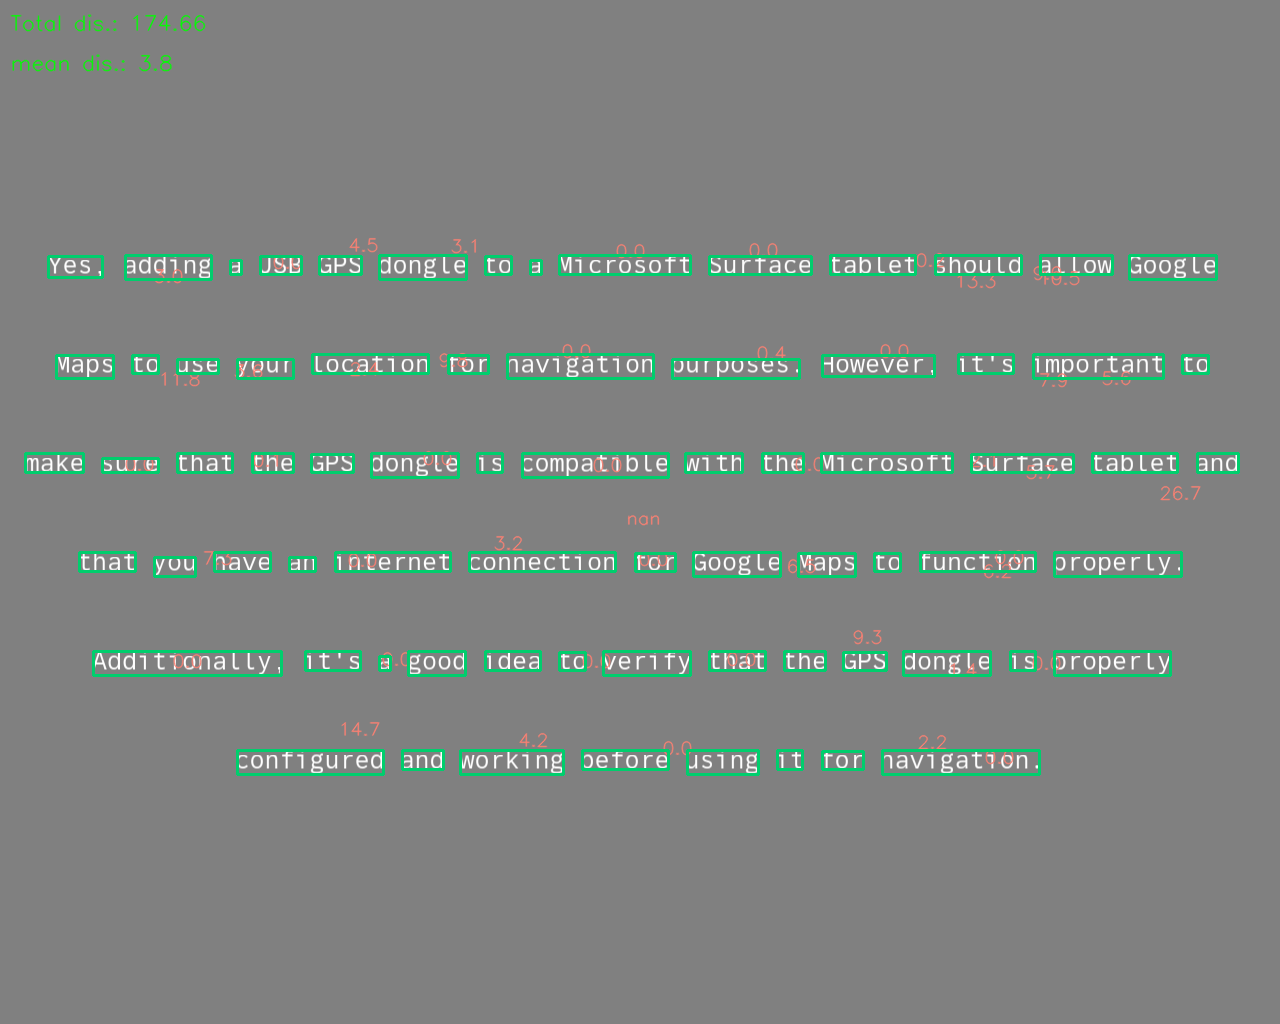 Total dis.: 174.66
mean dis.: 3.8
4.5 3.1 0.0 0.0
Yes, adding a USB GPS dongle to a Microsoft Surface tablet should allow Google
13.3
9.6 0.0 0.4 0.0
Maps to use your location for navigation purposes. However, it's important to
11.8 7.9
make sure that the GPS dongle is compatible with the Microsoft Surface tablet and
26.7
nan
3.2
that you have an internet connection for Google Maps to function properly.
9.3
Additionally, it's a good idea to verify that the GPS dongle is properly
14.7 4.2 0.0 2.2
configured and working before using it for navigation.